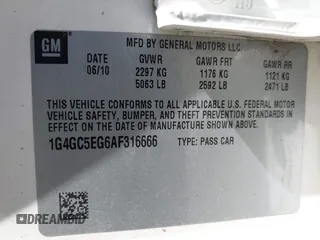 GM
MFD BY GENERAL MOTORS LLC
06/10 GVWR GAWR FRT GAWR RR
2297 KG 1176 KG 1121 KG
5063 LB 2592 LB 2471 LB
THIS VEHICLE CONFORMS TO ALL APPLICABLE U.S. FEDERAL MOTOR
VEHICLE SAFETY, BUMPER, AND THEFT PREVENTION STANDARDS
IN EFFECT ON THE DATE OF MANUFACTURE SHOWN ABOVE.
1G4GC5EG6AF316666 TYPE: PASS CAR
DREAMBID